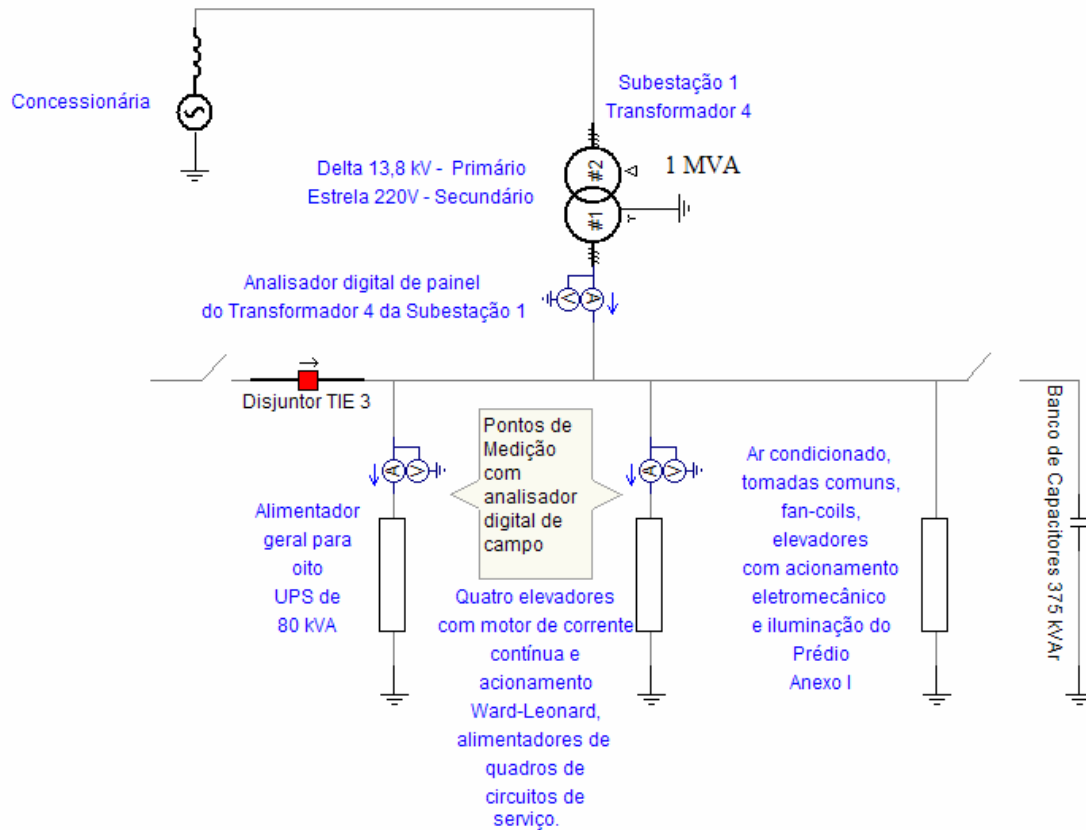 Concessionária
Subestação 1
Transformador 4
Delta 13,8 kV - Primário
Estrela 220V - Secundário
#2
#1
1 MVA
Analisador digital de painel
do Transformador 4 da Subestação 1
V
A
Disjuntor TIE 3
A
V
A
V
Pontos de
Medição
com
analisador
digital de
campo
Alimentador
geral para
oito
UPS de
80 kVA
Quatro elevadores
com motor de corrente
contínua e
acionamento
Ward-Leonard,
alimentadores de
quadros de
circuitos de
serviço.
Ar condicionado,
tomadas comuns,
fan-coils,
elevadores
com acionamento
eletromecânico
e iluminação do
Prédio
Anexo I
Banco de Capacitores 375 kVAr